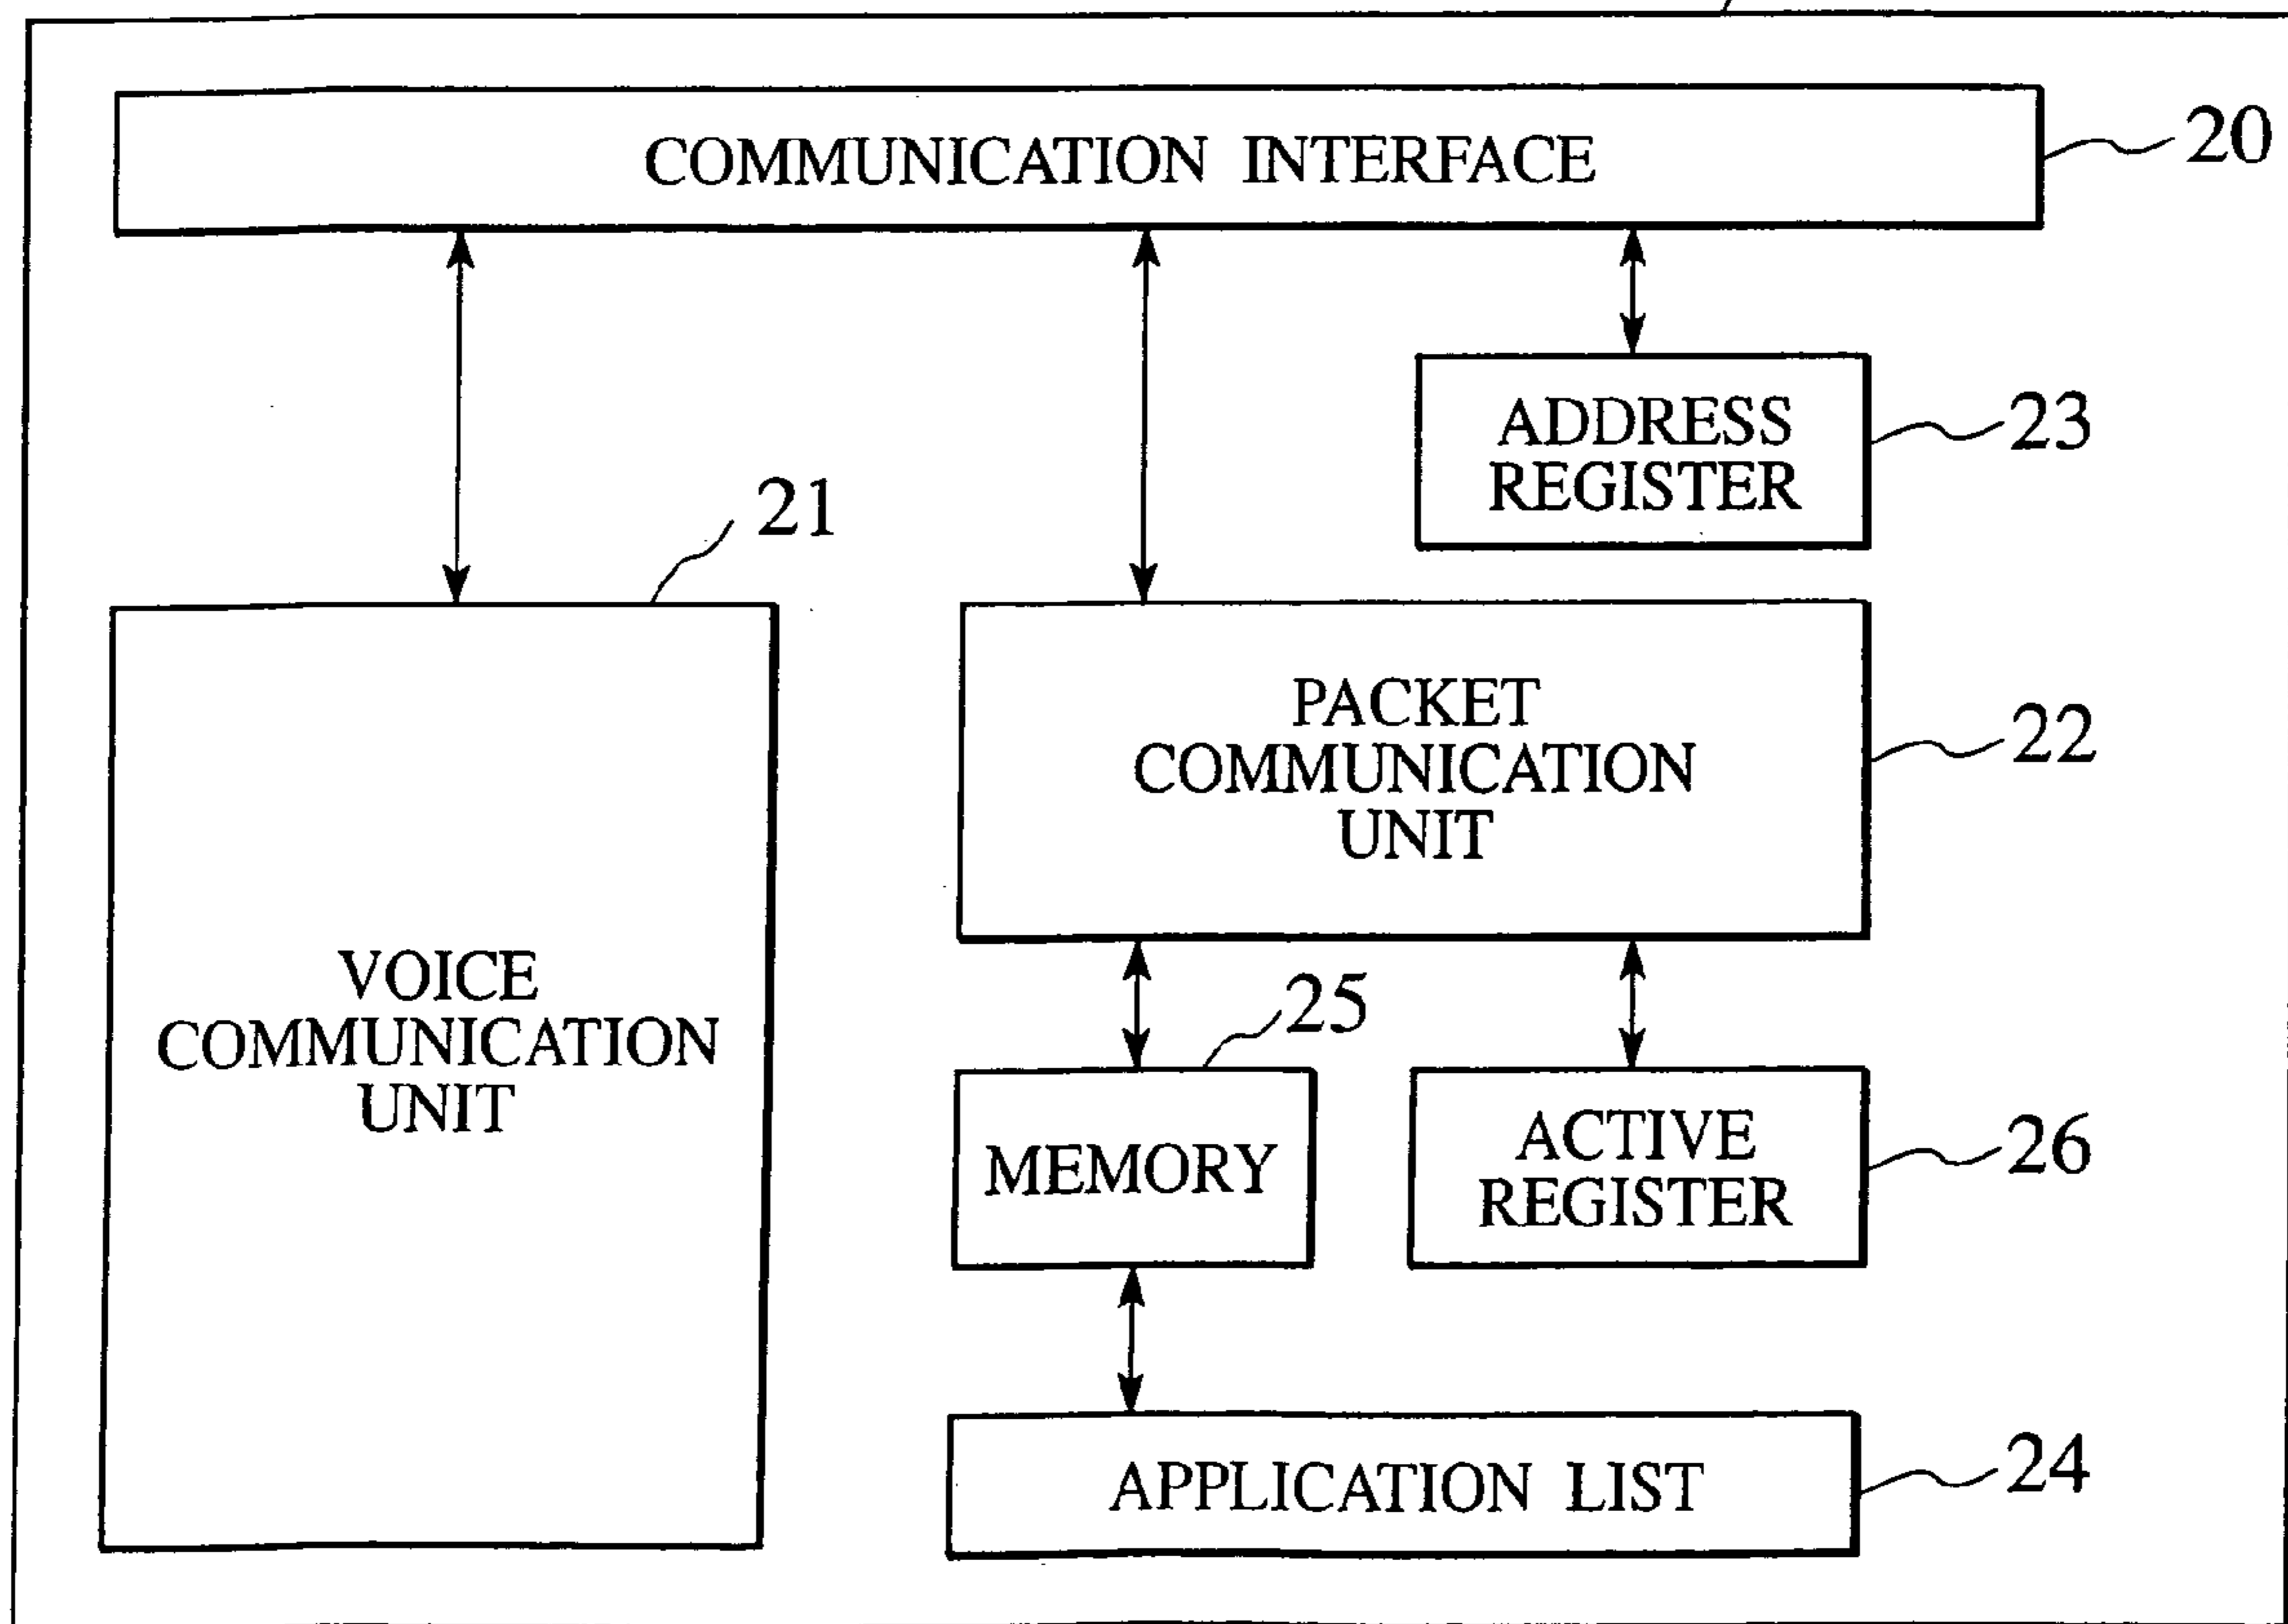 COMMUNICATION INTERFACE
20
ADDRESS
REGISTER
23
21
PACKET
COMMUNICATION
UNIT
22
VOICE
COMMUNICATION
UNIT
25
MEMORY
ACTIVE
REGISTER
26
APPLICATION LIST
24